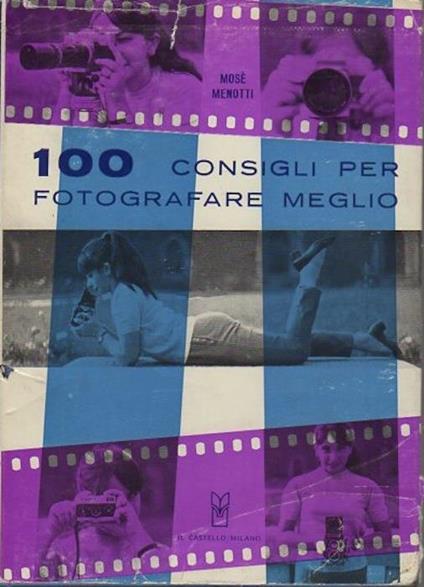 MOSÈ
MENOTTI
100 CONSIGLI PER
FOTOGRAFARE MEGLIO
IL CASTELLO/MILANO